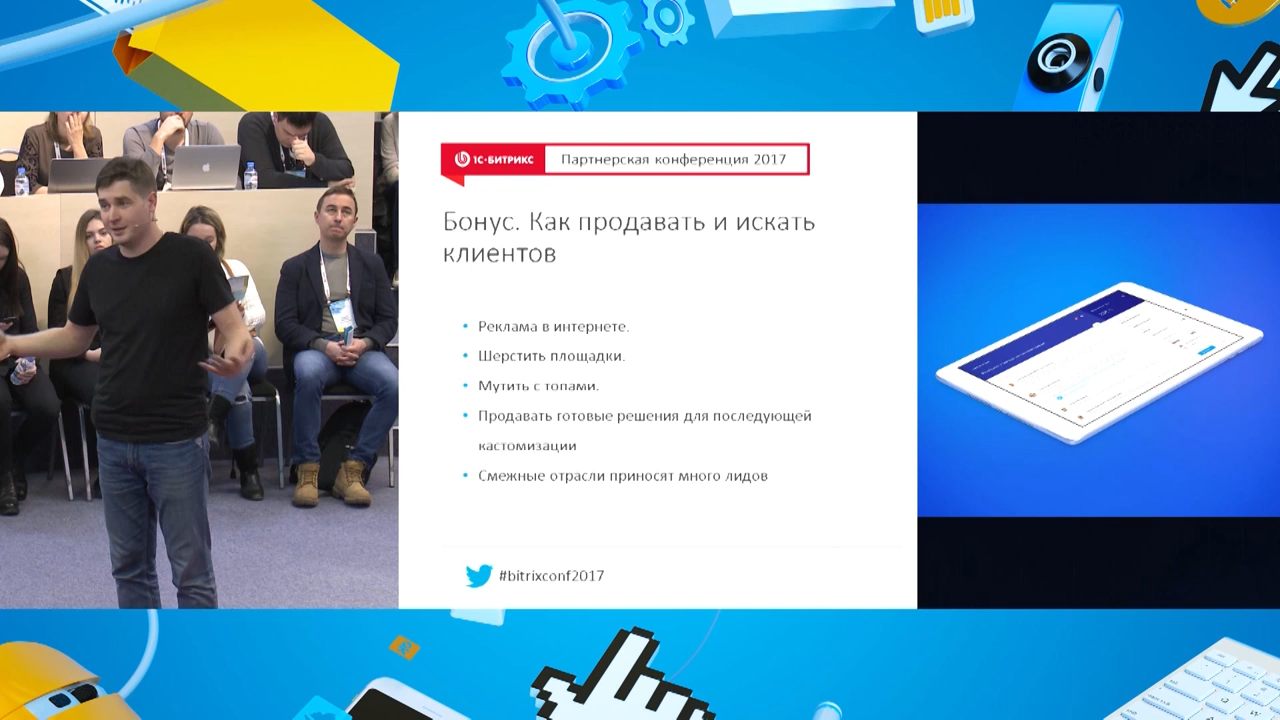 1С·БИТРИКС Партнерская конференция 2017
Бонус. Как продавать и искать
клиентов
• Реклама в интернете.
• Шерстить площадки.
• Мутить с топами.
• Продавать готовые решения для последующей
кастомизации
• Смежные отрасли приносят много лидов
#bitrixconf2017